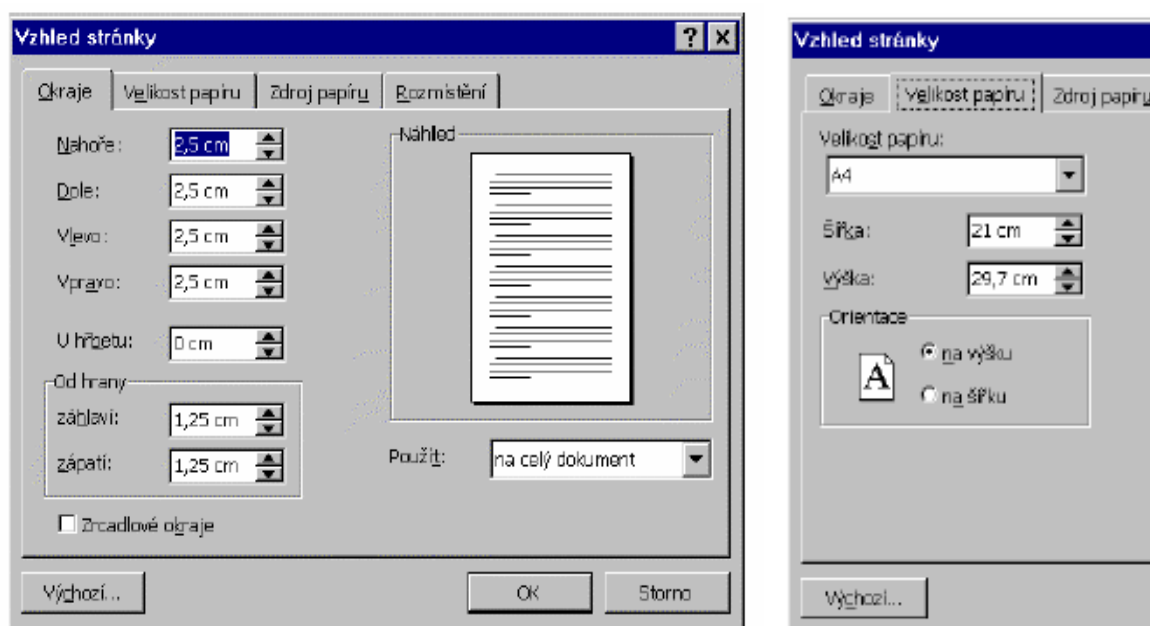 Vzhled stránky
Okraje Velikost papíru Zdroj papíru Rozmístění
Nahoře: 2,5 cm
Dole: 2,5 cm
Vlevo: 2,5 cm
Vpravo: 2,5 cm
U hřbetu: 0 cm
Od hrany
záhlaví: 1,25 cm
zápatí: 1,25 cm
Zrcadlové okraje
Náhled
Použít: na celý dokument
Výchozí... OK Storno
Vzhled stránky
Okraje Velikost papíru Zdroj papíru
Velikost papíru:
A4
Šířka: 21 cm
Výška: 29,7 cm
Orientace
A
na výšku
na šířku
Výchozí...